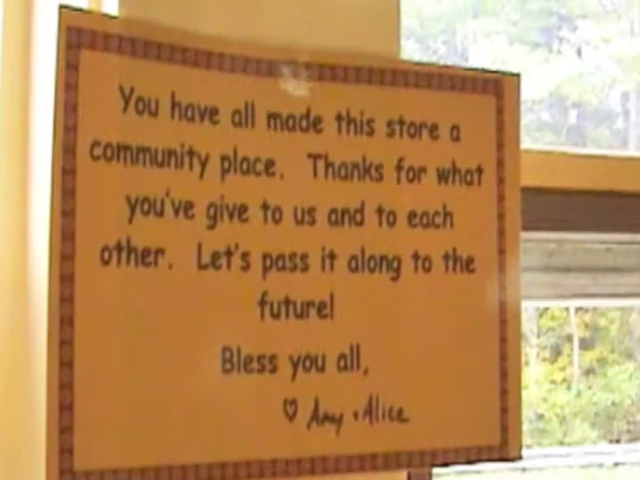 You have all made this store a
community place. Thanks for what
you've give to us and to each
other. Let's pass it along to the
future!
Bless you all,
♡ Amy + Alice